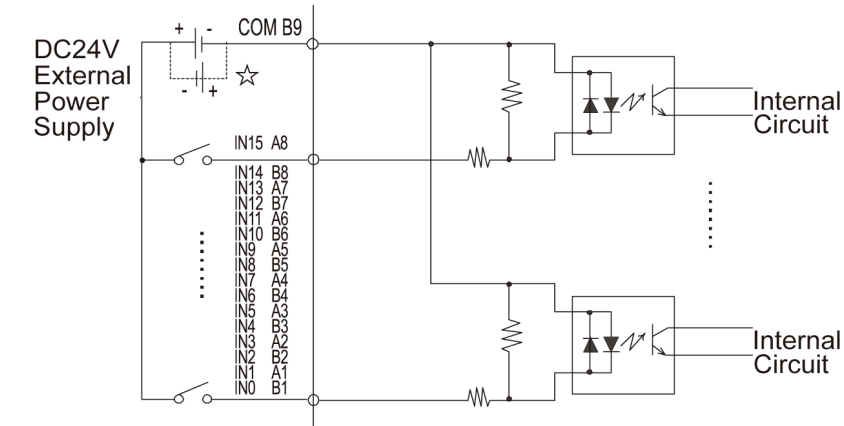 + - COM B9
DC24V
External
Power
Supply
- + ☆
IN15 A8
IN14 B8
IN13 A7
IN12 B7
IN11 A6
IN10 B6
IN9 A5
IN8 B5
IN7 A4
IN6 B4
IN5 A3
IN4 B3
IN3 A2
IN2 B2
IN1 A1
IN0 B1
Internal
Circuit
Internal
Circuit